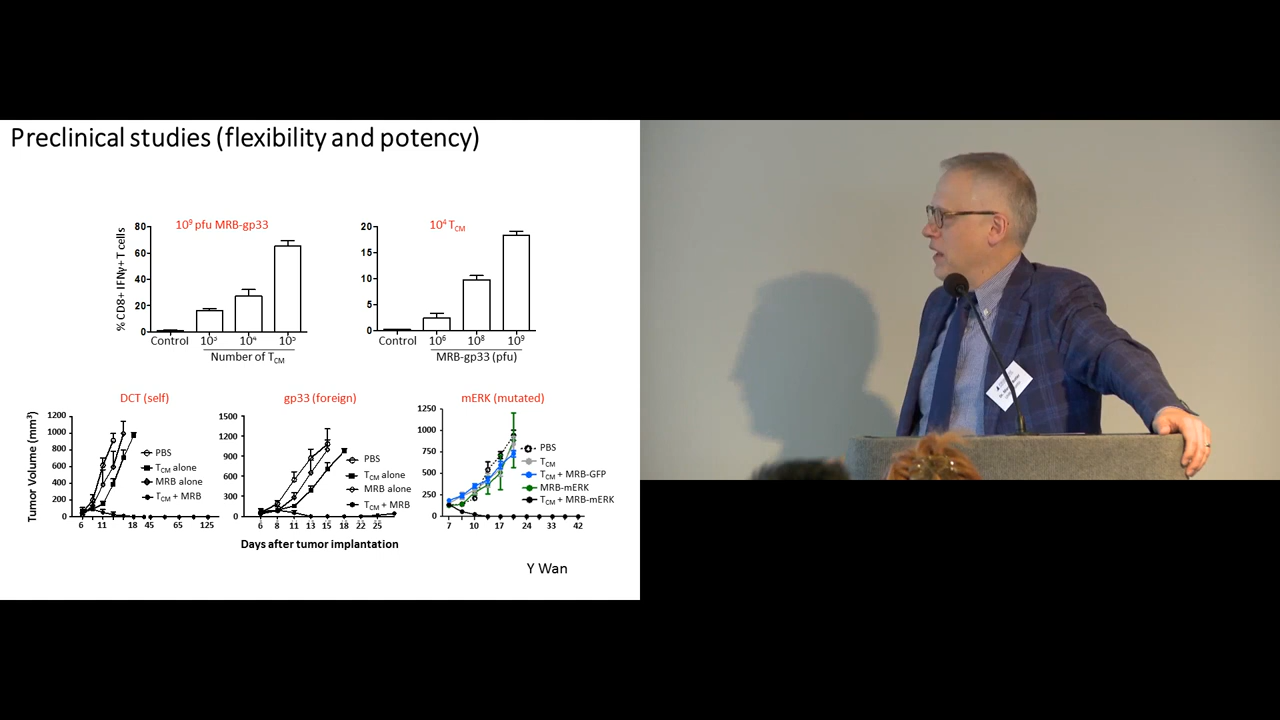 Preclinical studies (flexibility and potency)
10⁹ pfu MRB-gp33
% CD8+ IFNγ+ T cells
80
60
40
20
0
Control 10³ 10⁴ 10⁵
Number of T_CM
10⁴ T_CM
20
15
10
5
0
Control 10⁶ 10⁸ 10⁹
MRB-gp33 (pfu)
DCT (self)
Tumor Volume (mm³)
1200
1000
800
600
400
200
0
6 11 18 45 65 125
PBS
T_CM alone
MRB alone
T_CM + MRB
gp33 (foreign)
1500
1200
900
600
300
0
6 8 11 13 15 18 22 25
PBS
T_CM alone
MRB alone
T_CM + MRB
mERK (mutated)
1250
1000
750
500
250
0
7 10 17 24 28 33 42
PBS
T_CM
T_CM + MRB-GFP
MRB-mERK
T_CM + MRB-mERK
Days after tumor implantation
Y Wan